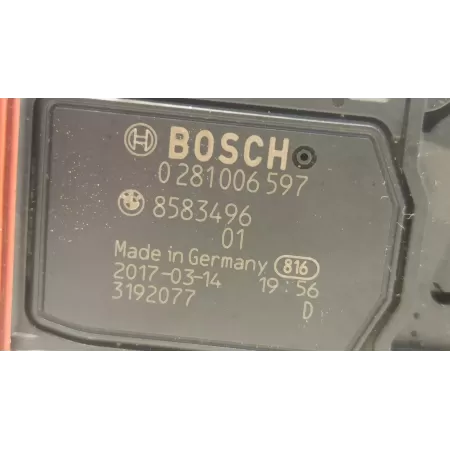 BOSCH
0 281 006 597
8583496
01
Made in Germany 816
2017-03-14 19:56
3192077 D